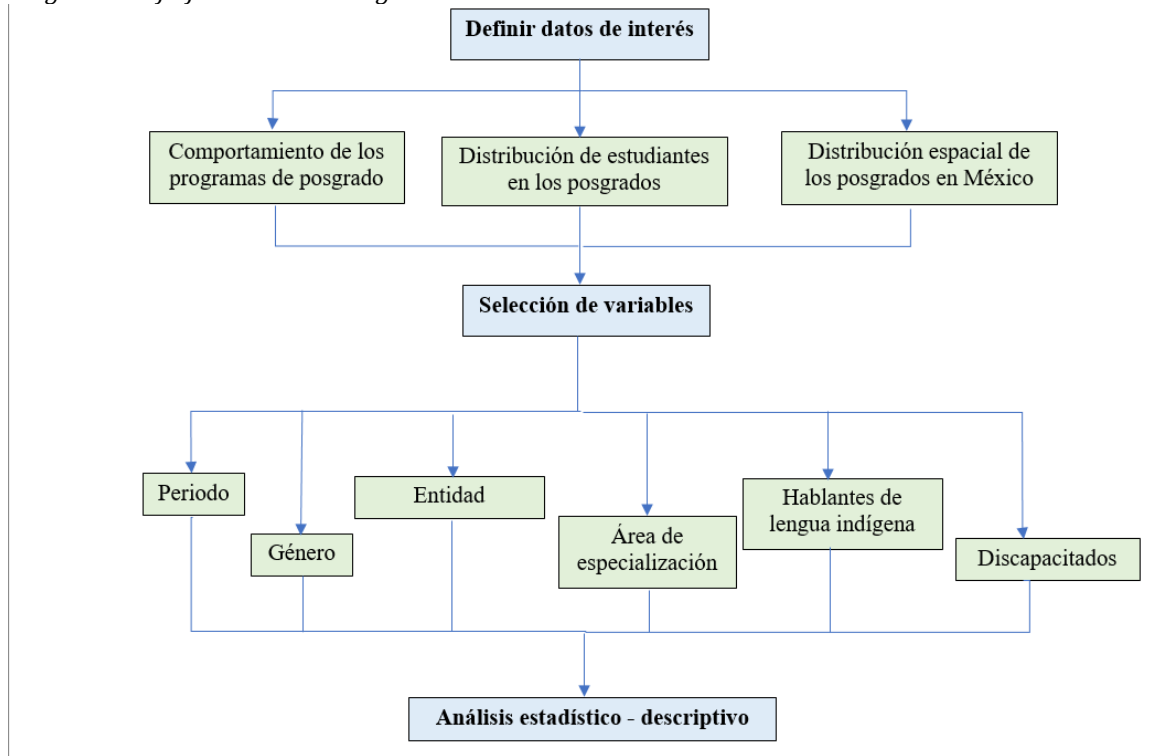 Definir datos de interés
Comportamiento de los
programas de posgrado
Distribución de estudiantes
en los posgrados
Distribución espacial de
los posgrados en México
Selección de variables
Periodo
Género
Entidad
Área de
especialización
Hablantes de
lengua indígena
Discapacitados
Análisis estadístico - descriptivo